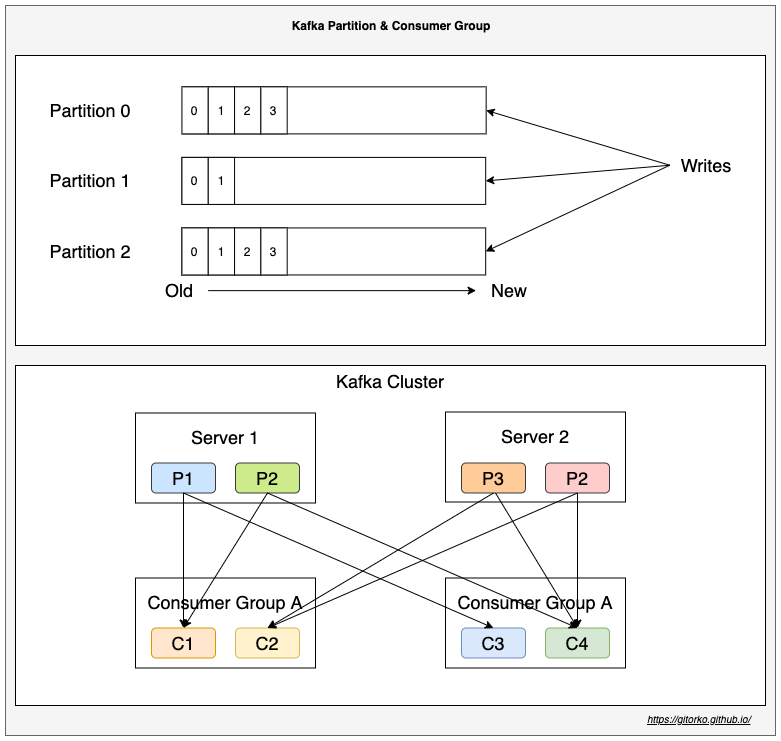 Kafka Partition & Consumer Group
Partition 0
0 1 2 3
Partition 1
0 1
Writes
Partition 2
0 1 2 3
Old
New
Kafka Cluster
Server 1
Server 2
P1
P2
P3
P2
Consumer Group A
Consumer Group A
C1
C2
C3
C4
https://gitorko.github.io/